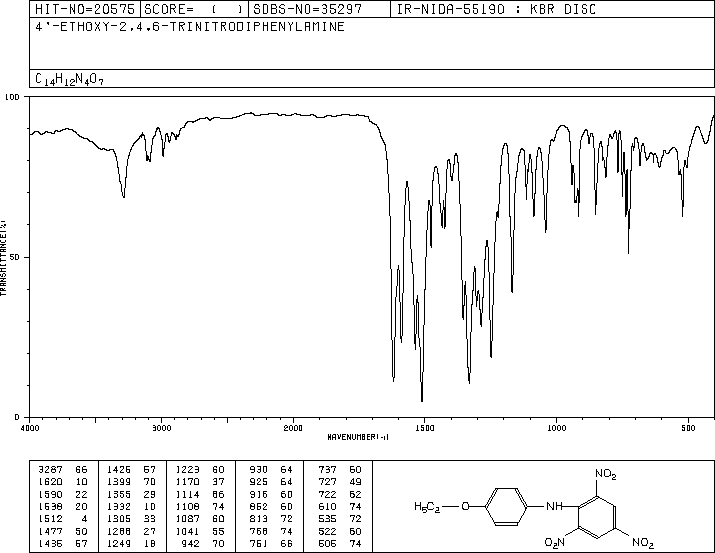 HIT-NO=20575 SCORE= ( ) SDBS-NO=35297 IR-NIDA-55190 : KBR DISC
4'-ETHOXY-2,4,6-TRINITRODIPHENYLAMINE
C14H12N4O7
100
50
0
TRANSMITTANCE(%)
4000 3000 2000 1500 1000 500
WAVENUMBER(-1)
3287 66 1426 57 1223 60 930 64 737 60
1620 10 1399 70 1170 37 925 64 727 49
1590 22 1355 29 1114 86 916 60 722 62
1538 20 1332 10 1108 74 852 60 610 74
1512 4 1305 33 1087 60 813 72 535 72
1477 50 1288 27 1041 55 768 74 522 60
1436 57 1249 18 942 70 751 66 506 74
NO2
H5C2 O NH
O2N NO2